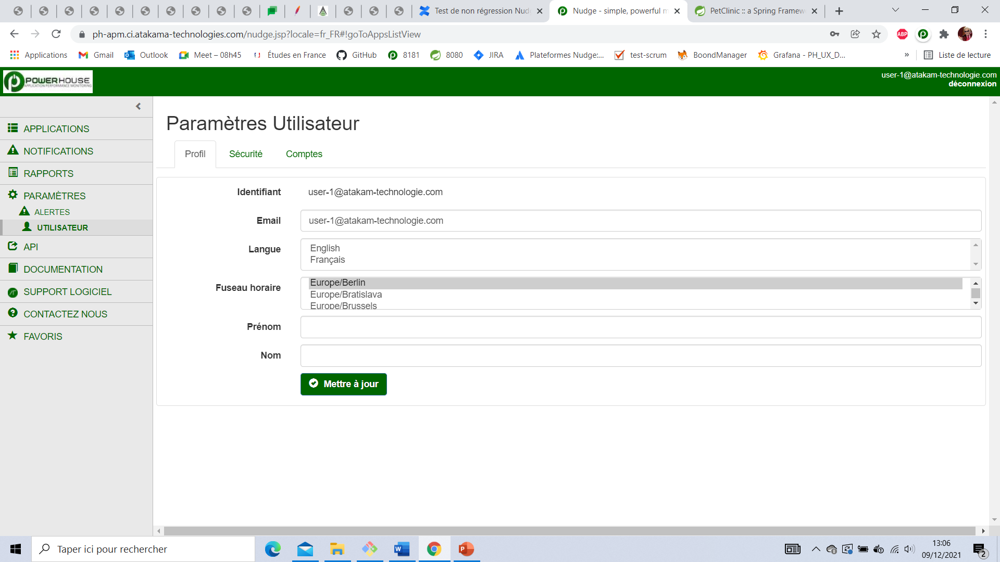 Test de non régression Nud
Nudge - simple, powerful m
PetClinic :: a Spring Framew
ph-apm.ci.atakama-technologies.com/nudge.jsp?locale=fr_FR#!goToAppsListView
ABP
Applications
Gmail
Outlook
Meet – 08h45
Études en France
GitHub
8181
8080
JIRA
Plateformes Nudge:...
test-scrum
BoondManager
Grafana - PH_UX_D...
»
Liste de lecture
POWERHOUSE
APPLICATION PERFORMANCE MONITORING
user-1@atakam-technologie.com
déconnexion
APPLICATIONS
NOTIFICATIONS
RAPPORTS
PARAMÈTRES
ALERTES
UTILISATEUR
API
DOCUMENTATION
SUPPORT LOGICIEL
CONTACTEZ NOUS
FAVORIS
Paramètres Utilisateur
Profil
Sécurité
Comptes
Identifiant
user-1@atakam-technologie.com
Email
user-1@atakam-technologie.com
Langue
English
Français
Fuseau horaire
Europe/Berlin
Europe/Bratislava
Europe/Brussels
Prénom
Nom
Mettre à jour
Taper ici pour rechercher
13:06
09/12/2021
2